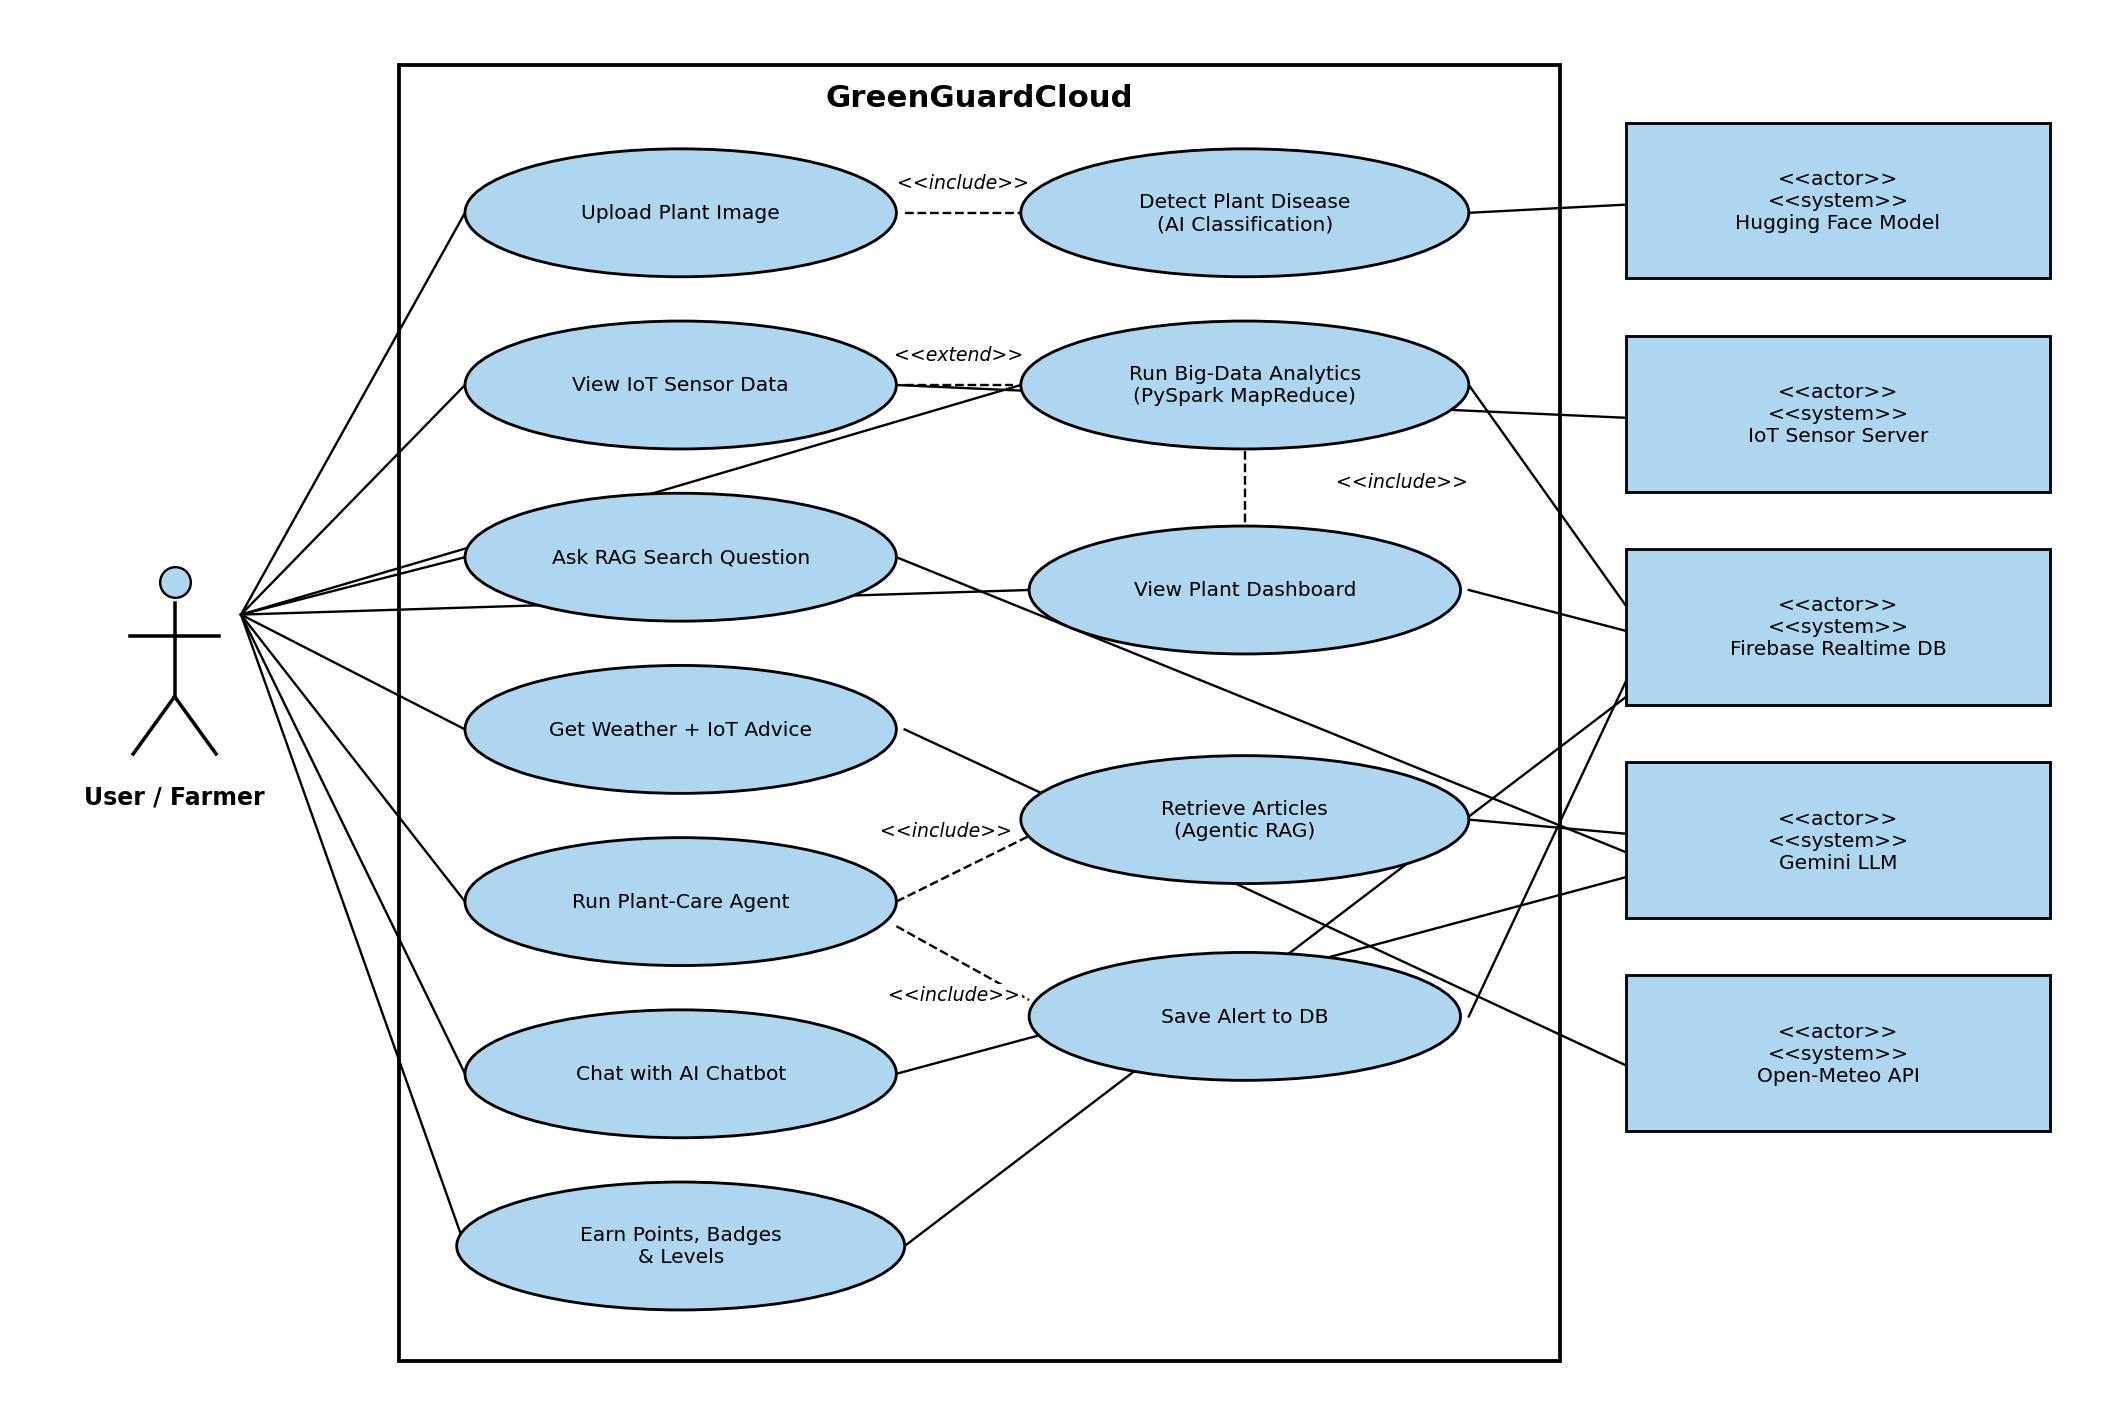 GreenGuardCloud
Upload Plant Image
<<include>>
Detect Plant Disease
(AI Classification)
<<actor>>
<<system>>
Hugging Face Model
View IoT Sensor Data
<<extend>>
Run Big-Data Analytics
(PySpark MapReduce)
<<actor>>
<<system>>
IoT Sensor Server
<<include>>
Ask RAG Search Question
View Plant Dashboard
<<actor>>
<<system>>
Firebase Realtime DB
User / Farmer
Get Weather + IoT Advice
<<include>>
Retrieve Articles
(Agentic RAG)
<<actor>>
<<system>>
Gemini LLM
Run Plant-Care Agent
<<include>>
Save Alert to DB
<<actor>>
<<system>>
Open-Meteo API
Chat with AI Chatbot
Earn Points, Badges
& Levels